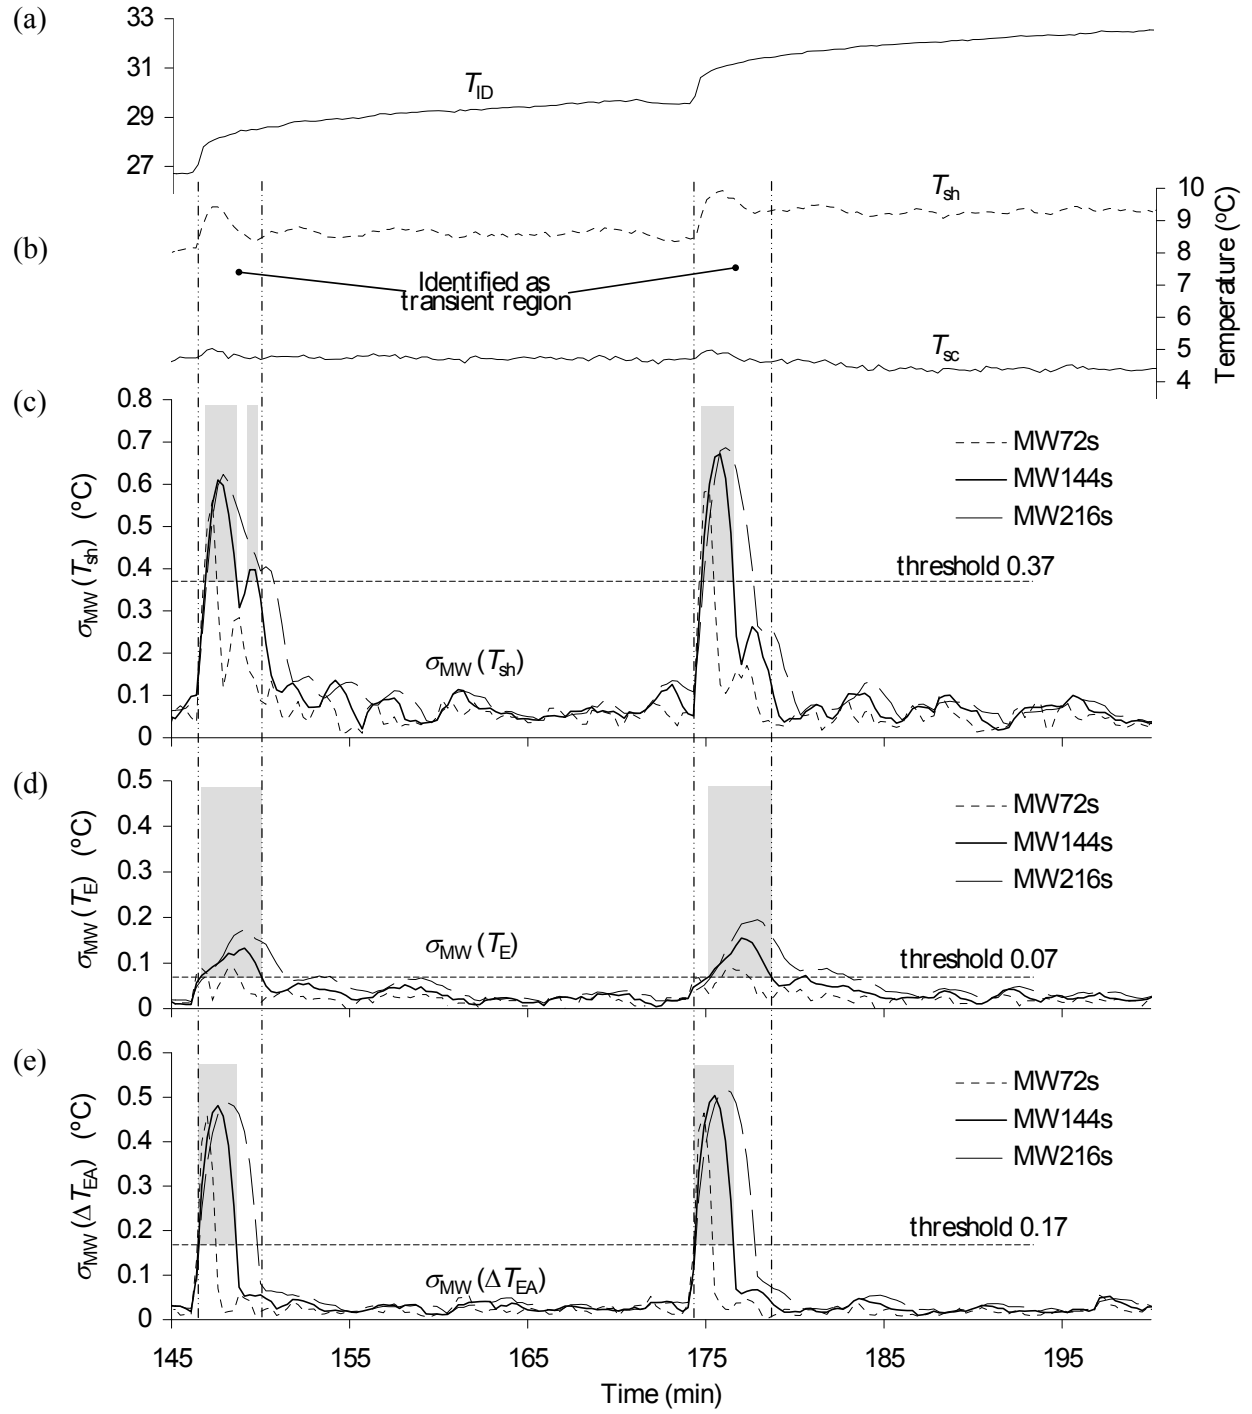 (a)
33
31
29
27
T_ID
(b)
T_sh
10
9
8
7
6
5
4
Temperature (ºC)
Identified as
transient region
T_sc
(c)
0.8
0.7
0.6
0.5
0.4
0.3
0.2
0.1
0
σ_MW (T_sh) (ºC)
MW72s
MW144s
MW216s
threshold 0.37
σ_MW (T_sh)
(d)
0.5
0.4
0.3
0.2
0.1
0
σ_MW (T_E) (ºC)
MW72s
MW144s
MW216s
σ_MW (T_E)
threshold 0.07
(e)
0.6
0.5
0.4
0.3
0.2
0.1
0
σ_MW (Δ T_EA) (ºC)
MW72s
MW144s
MW216s
threshold 0.17
σ_MW (Δ T_EA)
145 155 165 175 185 195
Time (min)